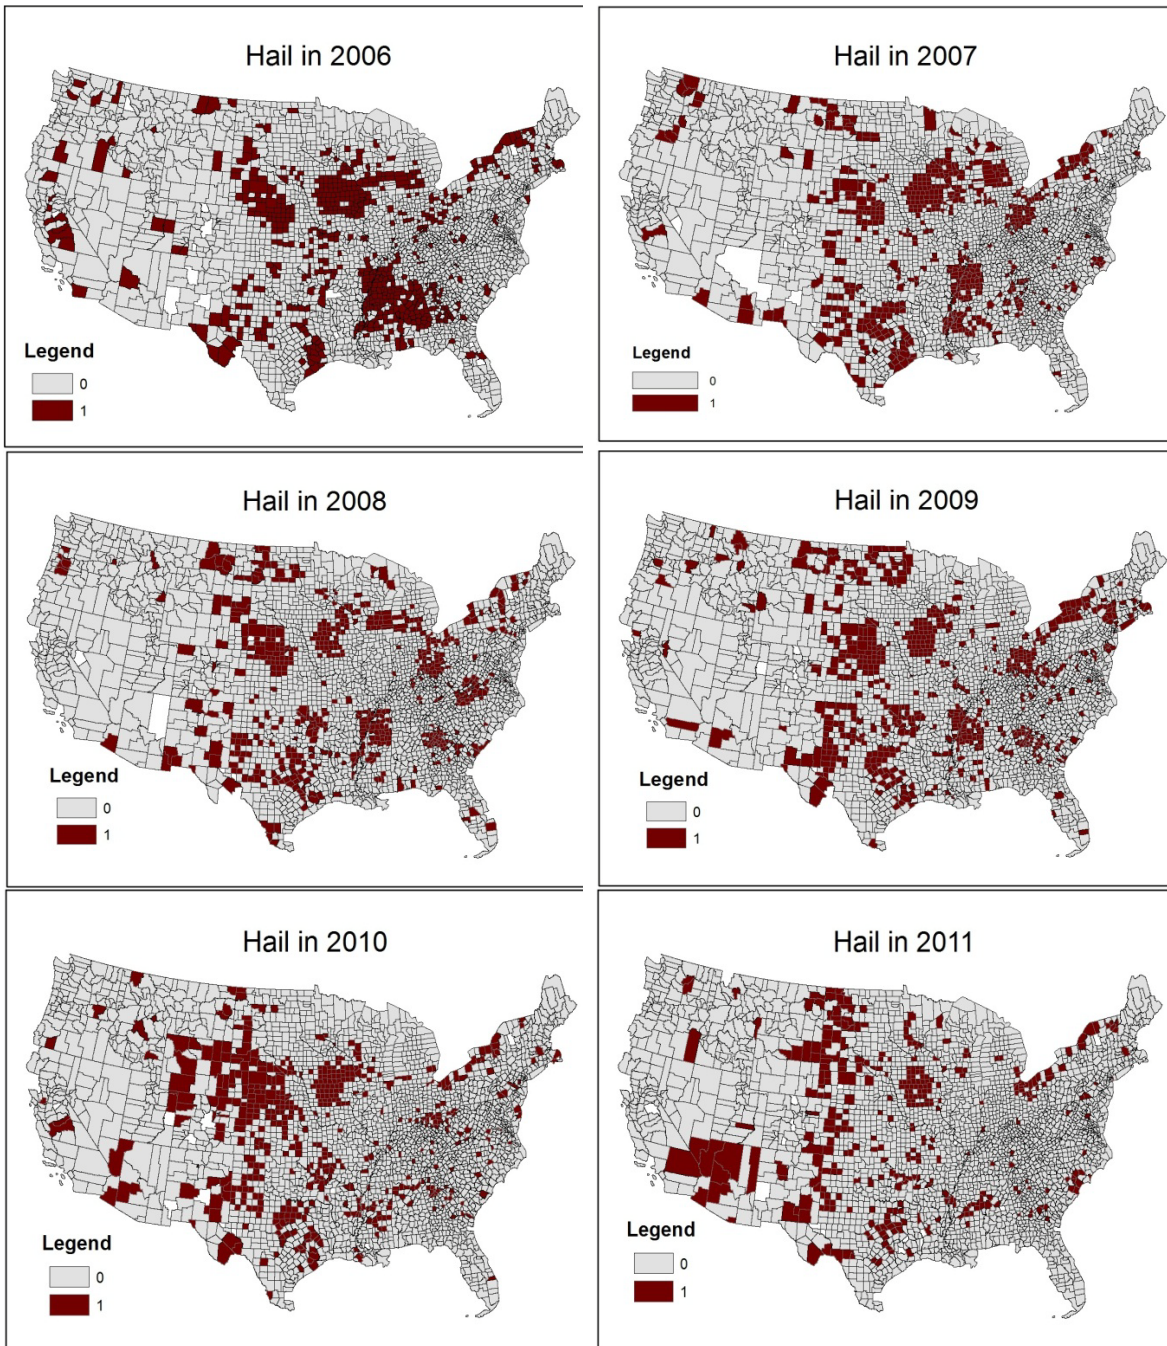 Hail in 2006
Legend
0
1
Hail in 2007
Legend
0
1
Hail in 2008
Legend
0
1
Hail in 2009
Legend
0
1
Hail in 2010
Legend
0
1
Hail in 2011
Legend
0
1